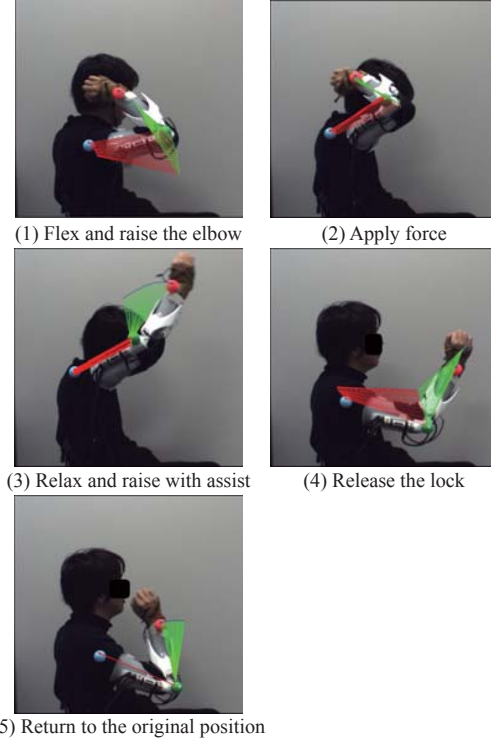 (1) Flex and raise the elbow
(2) Apply force
(3) Relax and raise with assist
(4) Release the lock
5) Return to the original position